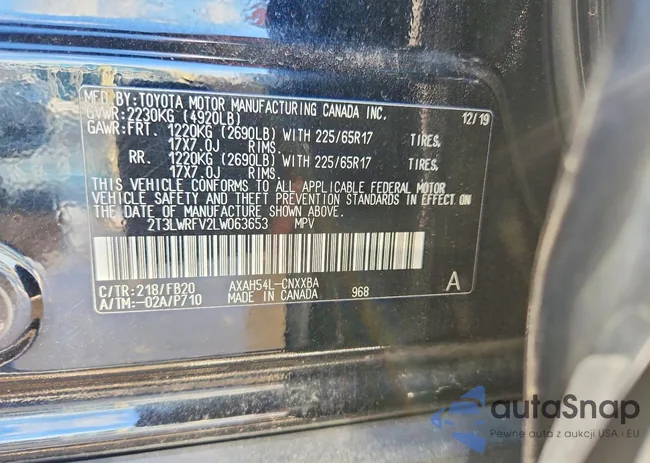 MFD.BY:TOYOTA MOTOR MANUFACTURING CANADA INC. 12/19
GVWR:2230KG (4920LB)
GAWR:FRT. 1220KG (2690LB) WITH 225/65R17 TIRES,
17X7.0J RIMS.
RR. 1220KG (2690LB) WITH 225/65R17 TIRES,
17X7.0J RIMS.
THIS VEHICLE CONFORMS TO ALL APPLICABLE FEDERAL MOTOR
VEHICLE SAFETY AND THEFT PREVENTION STANDARDS IN EFFECT ON
THE DATE OF MANUFACTURE SHOWN ABOVE.
2T3LWRFV2LW063653 MPV
C/TR:218/FB20 AXAH54L-CNXXBA A
A/TM:-02A/P710 MADE IN CANADA 968
autoSnap
Pewne auta z aukcji USA i EU